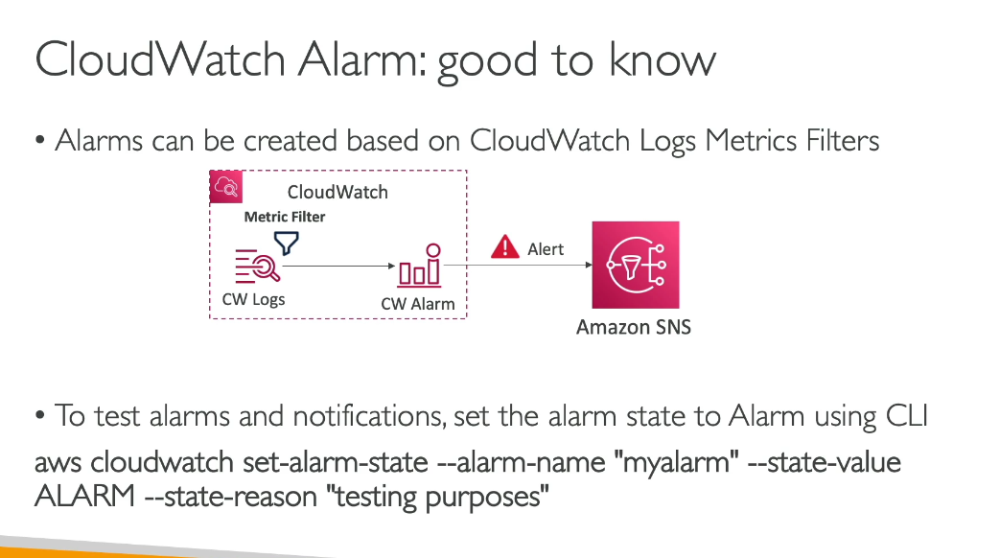 CloudWatch Alarm: good to know
• Alarms can be created based on CloudWatch Logs Metrics Filters
CloudWatch
Metric Filter
CW Logs
CW Alarm
Alert
Amazon SNS
• To test alarms and notifications, set the alarm state to Alarm using CLI
aws cloudwatch set-alarm-state --alarm-name "myalarm" --state-value
ALARM --state-reason "testing purposes"